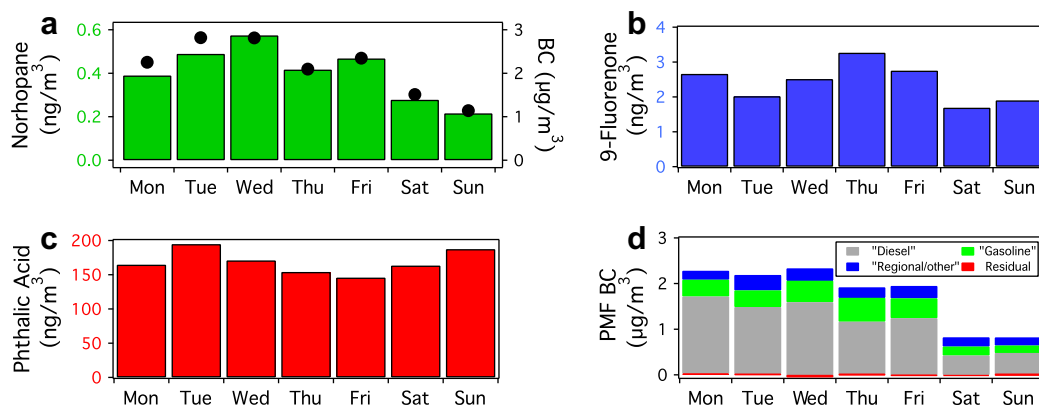 a
Norhopane
(ng/m3)
0.6
0.4
0.2
0.0
3
2
1
0
BC (µg/m3)
Mon Tue Wed Thu Fri Sat Sun
b
9-Fluorenone
(ng/m3)
4
3
2
1
0
Mon Tue Wed Thu Fri Sat Sun
c
Phthalic Acid
(ng/m3)
200
150
100
50
0
Mon Tue Wed Thu Fri Sat Sun
d
PMF BC
(µg/m3)
3
2
1
0
"Diesel" "Gasoline"
"Regional/other" Residual
Mon Tue Wed Thu Fri Sat Sun